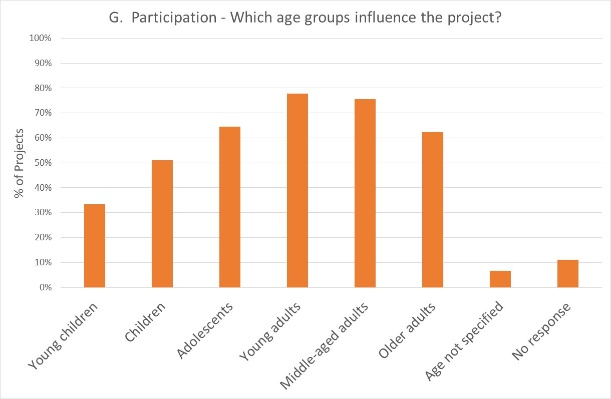 G.  Participation - Which age groups influence the project?
100%
90%
80%
70%
60%
50%
40%
30%
20%
10%
0%
% of Projects
Young children
Children
Adolescents
Young adults
Middle-aged adults
Older adults
Age not specified
No response